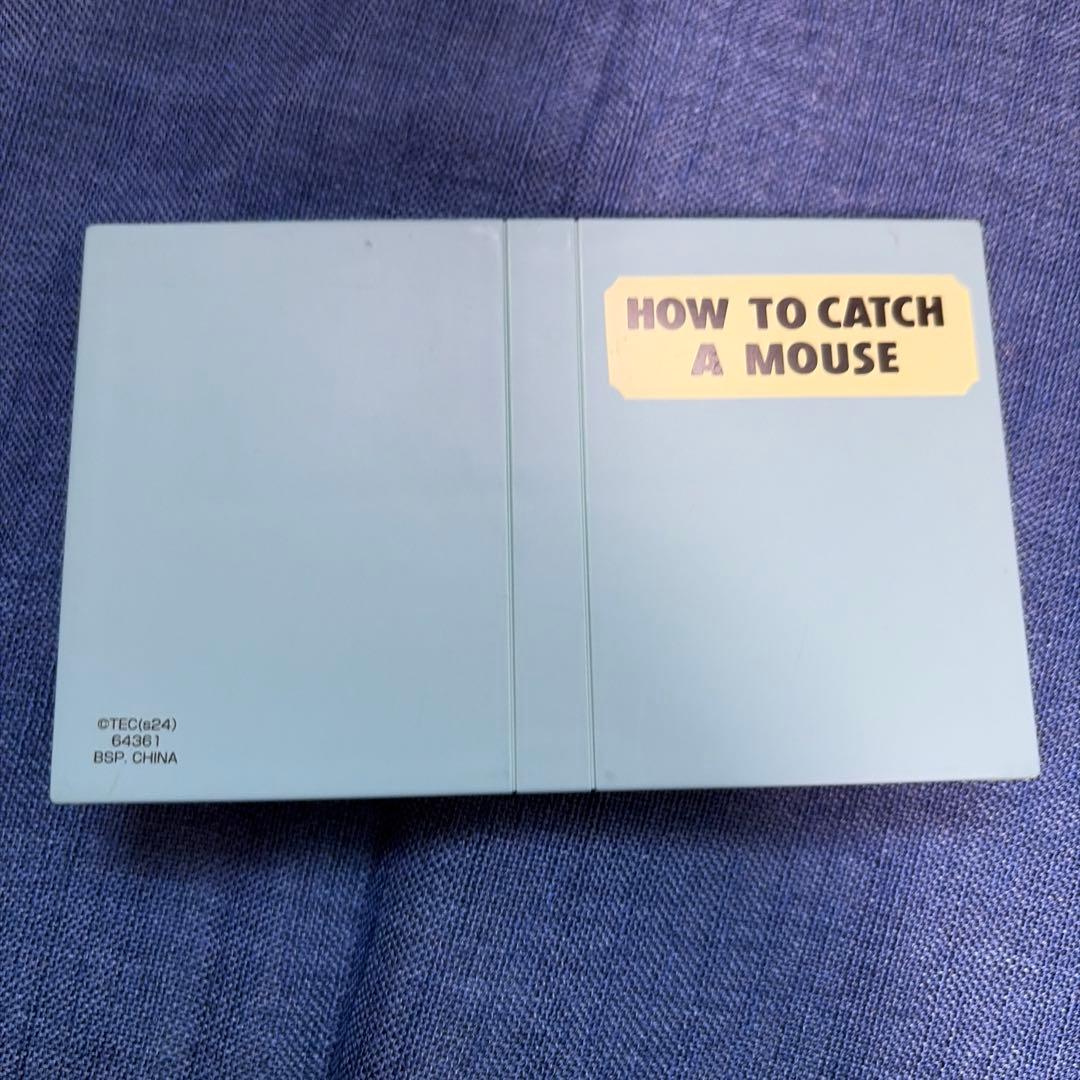 HOW TO CATCH
A MOUSE
©TEC(s24)
64361
BSP. CHINA